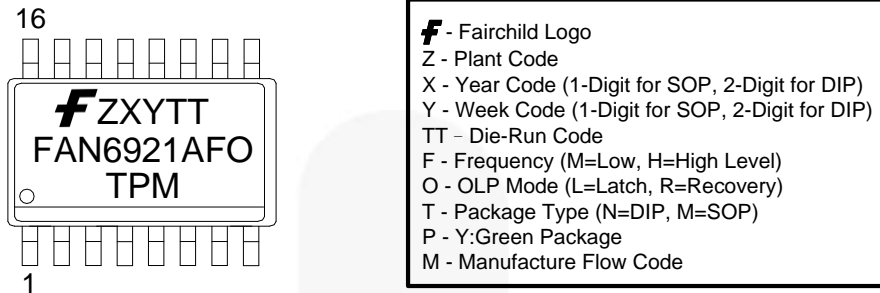 16
ZXYTT
FAN6921AFO
TPM
1
F - Fairchild Logo
Z - Plant Code
X - Year Code (1-Digit for SOP, 2-Digit for DIP)
Y - Week Code (1-Digit for SOP, 2-Digit for DIP)
TT – Die-Run Code
F - Frequency (M=Low, H=High Level)
O - OLP Mode (L=Latch, R=Recovery)
T - Package Type (N=DIP, M=SOP)
P - Y:Green Package
M - Manufacture Flow Code